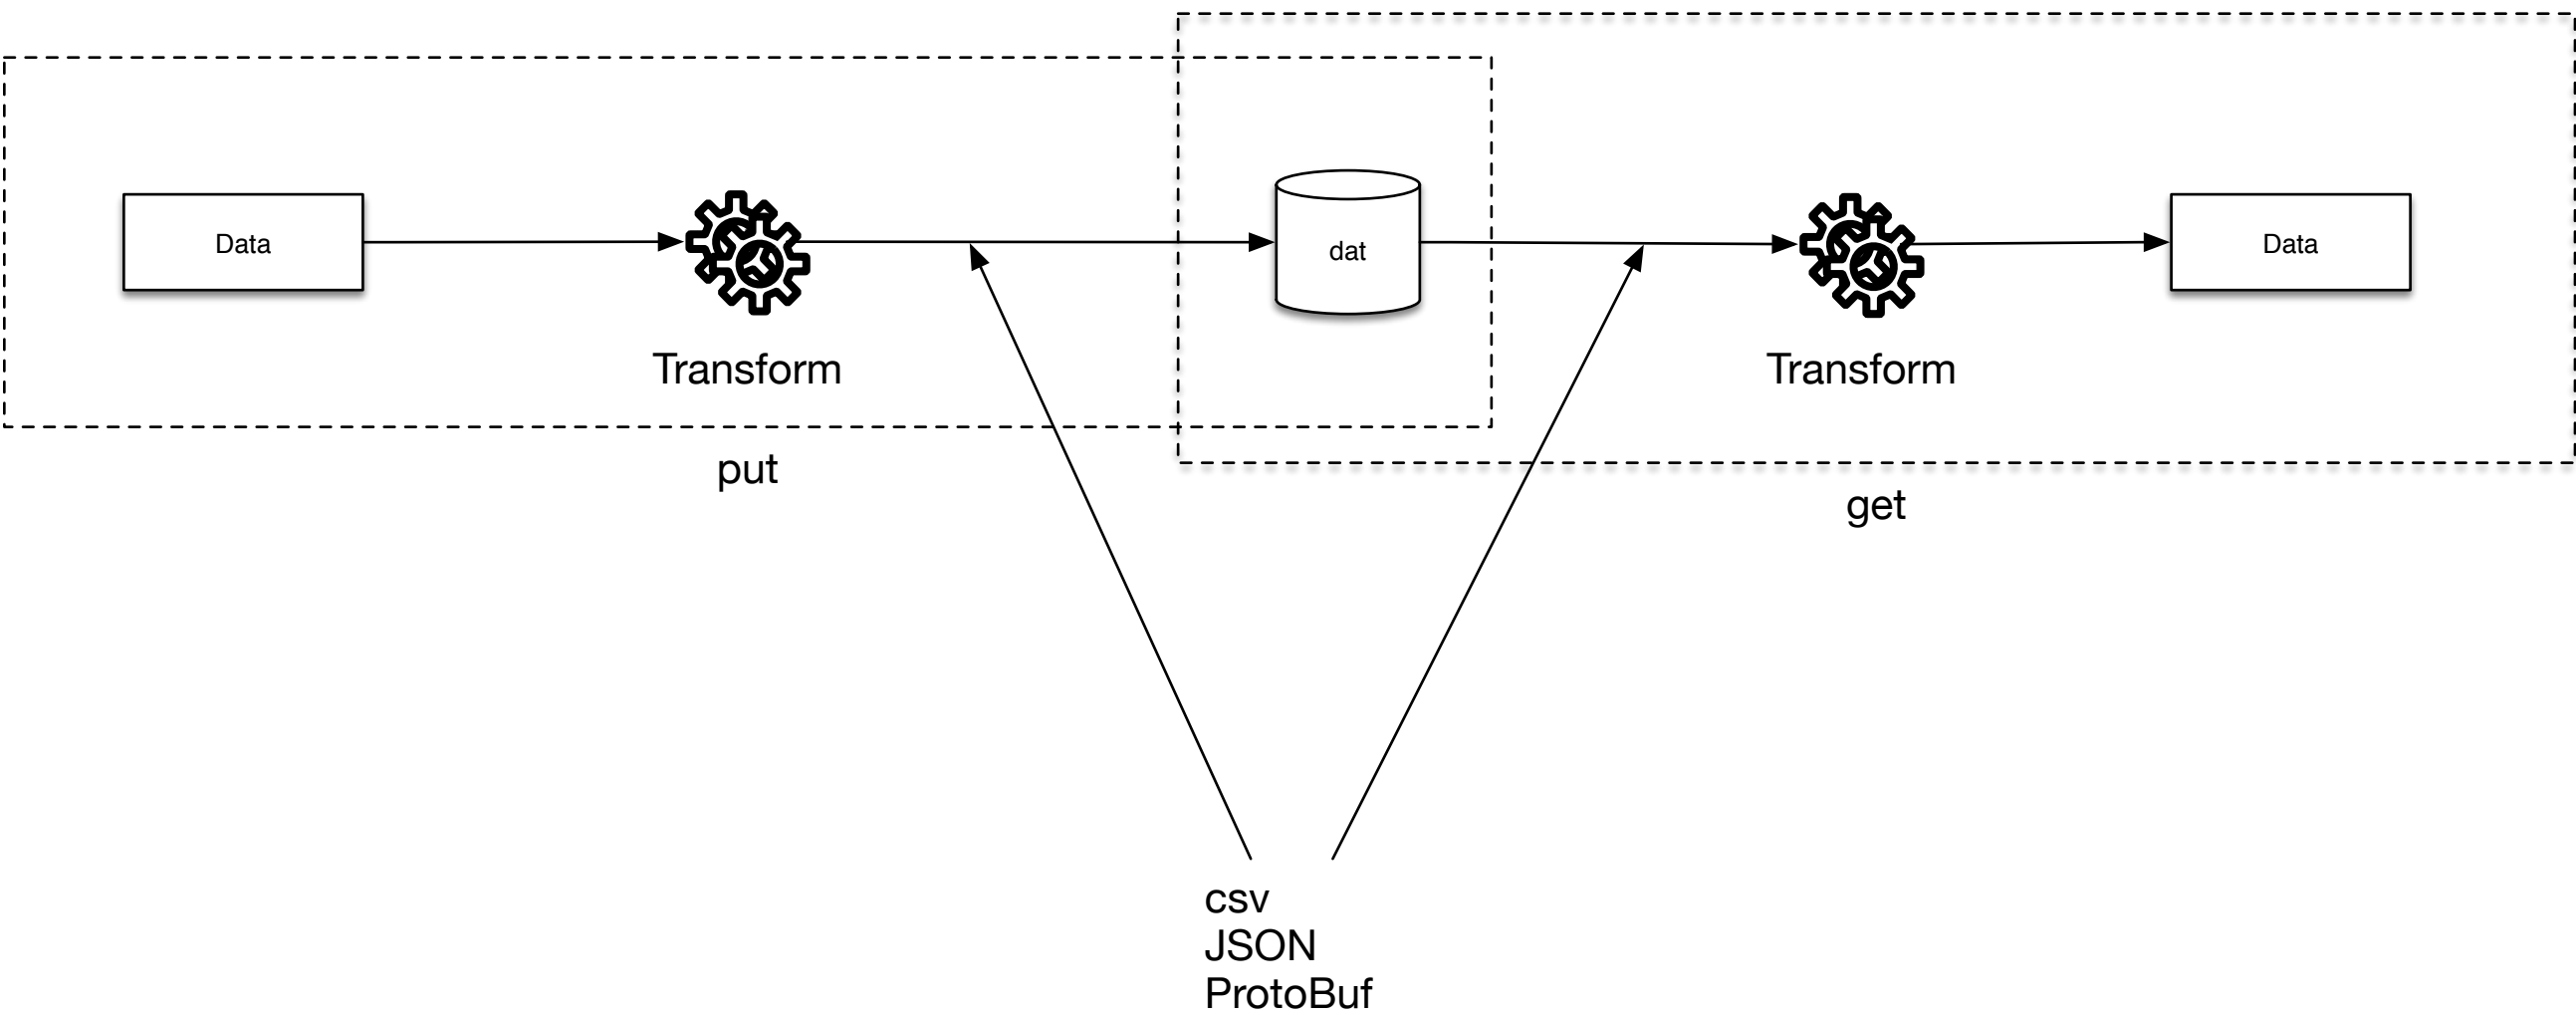 Data
dat
Data
Transform
Transform
put
get
csv
JSON
ProtoBuf